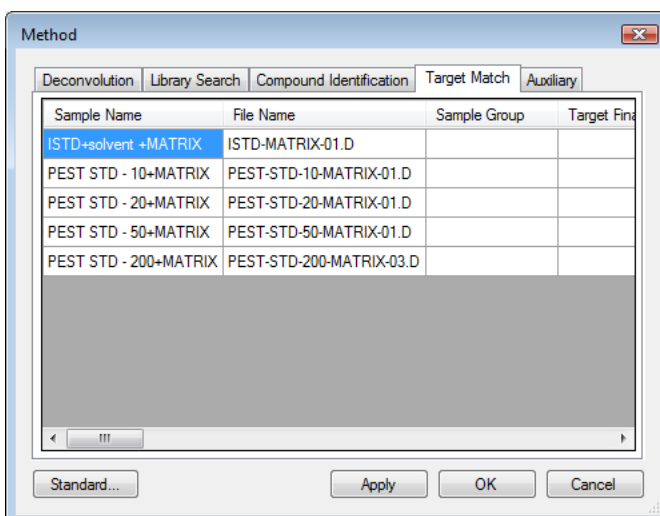 Method
Deconvolution Library Search Compound Identification Target Match Auxiliary
Sample Name File Name Sample Group Target Fina
ISTD+solvent +MATRIX ISTD-MATRIX-01.D
PEST STD - 10+MATRIX PEST-STD-10-MATRIX-01.D
PEST STD - 20+MATRIX PEST-STD-20-MATRIX-01.D
PEST STD - 50+MATRIX PEST-STD-50-MATRIX-01.D
PEST STD - 200+MATRIX PEST-STD-200-MATRIX-03.D
Standard... Apply OK Cancel